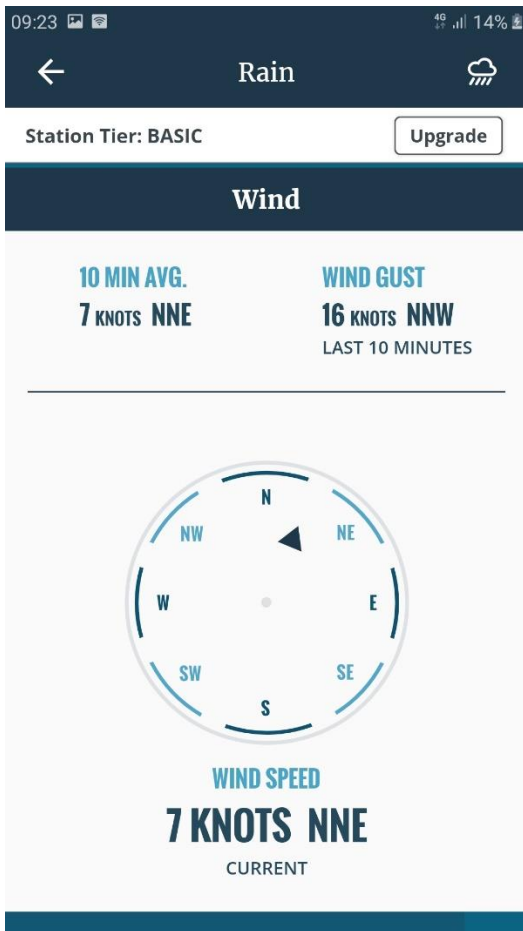 09:23 4G 14%
Rain
Station Tier: BASIC Upgrade
Wind
10 MIN AVG. WIND GUST
7 KNOTS NNE 16 KNOTS NNW
LAST 10 MINUTES
N
NW NE
W E
SW SE
S
WIND SPEED
7 KNOTS NNE
CURRENT